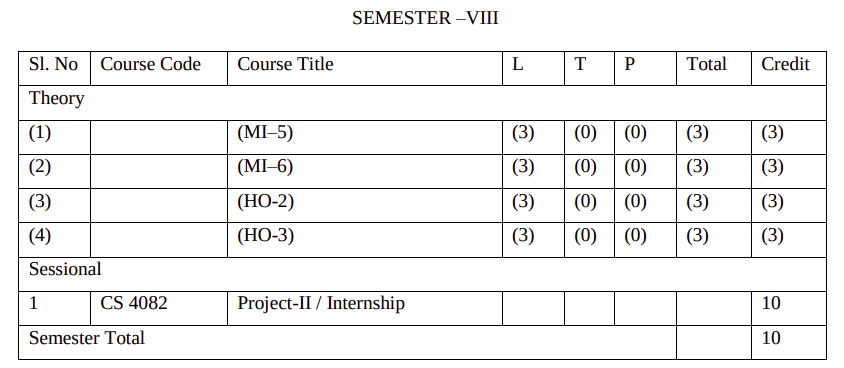 SEMESTER –VIII
Sl. No Course Code Course Title L T P Total Credit
Theory
(1) (MI–5) (3) (0) (0) (3) (3)
(2) (MI–6) (3) (0) (0) (3) (3)
(3) (HO-2) (3) (0) (0) (3) (3)
(4) (HO-3) (3) (0) (0) (3) (3)
Sessional
1 CS 4082 Project-II / Internship 10
Semester Total 10